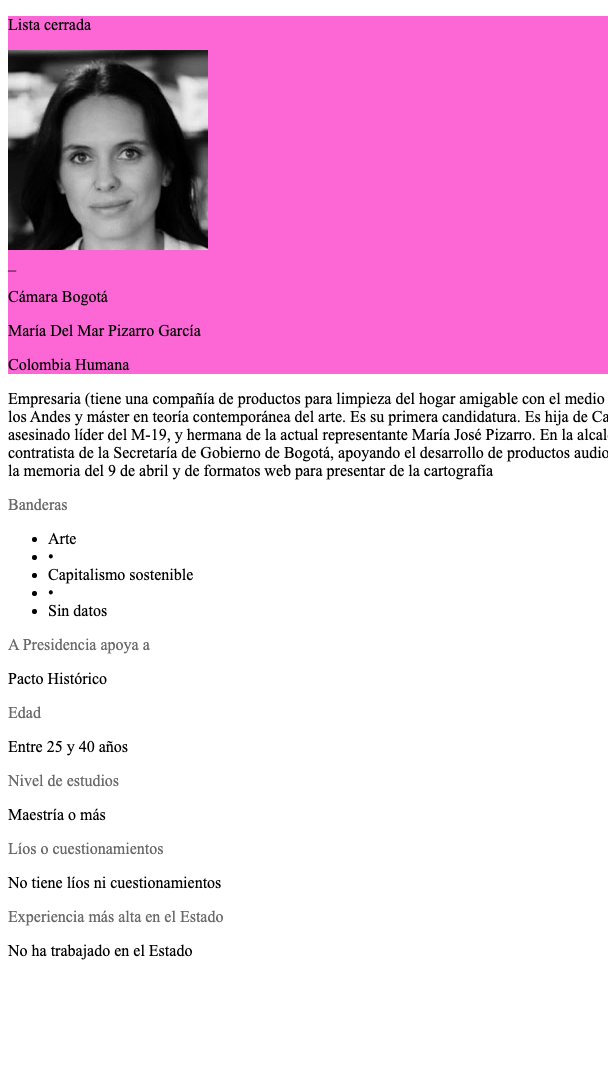 Lista cerrada
_
Cámara Bogotá
María Del Mar Pizarro García
Colombia Humana
Empresaria (tiene una compañía de productos para limpieza del hogar amigable con el medio
los Andes y máster en teoría contemporánea del arte. Es su primera candidatura. Es hija de Ca
asesinado líder del M-19, y hermana de la actual representante María José Pizarro. En la alcal
contratista de la Secretaría de Gobierno de Bogotá, apoyando el desarrollo de productos audio
la memoria del 9 de abril y de formatos web para presentar de la cartografía
Banderas
• Arte
• •
• Capitalismo sostenible
• •
• Sin datos
A Presidencia apoya a
Pacto Histórico
Edad
Entre 25 y 40 años
Nivel de estudios
Maestría o más
Líos o cuestionamientos
No tiene líos ni cuestionamientos
Experiencia más alta en el Estado
No ha trabajado en el Estado